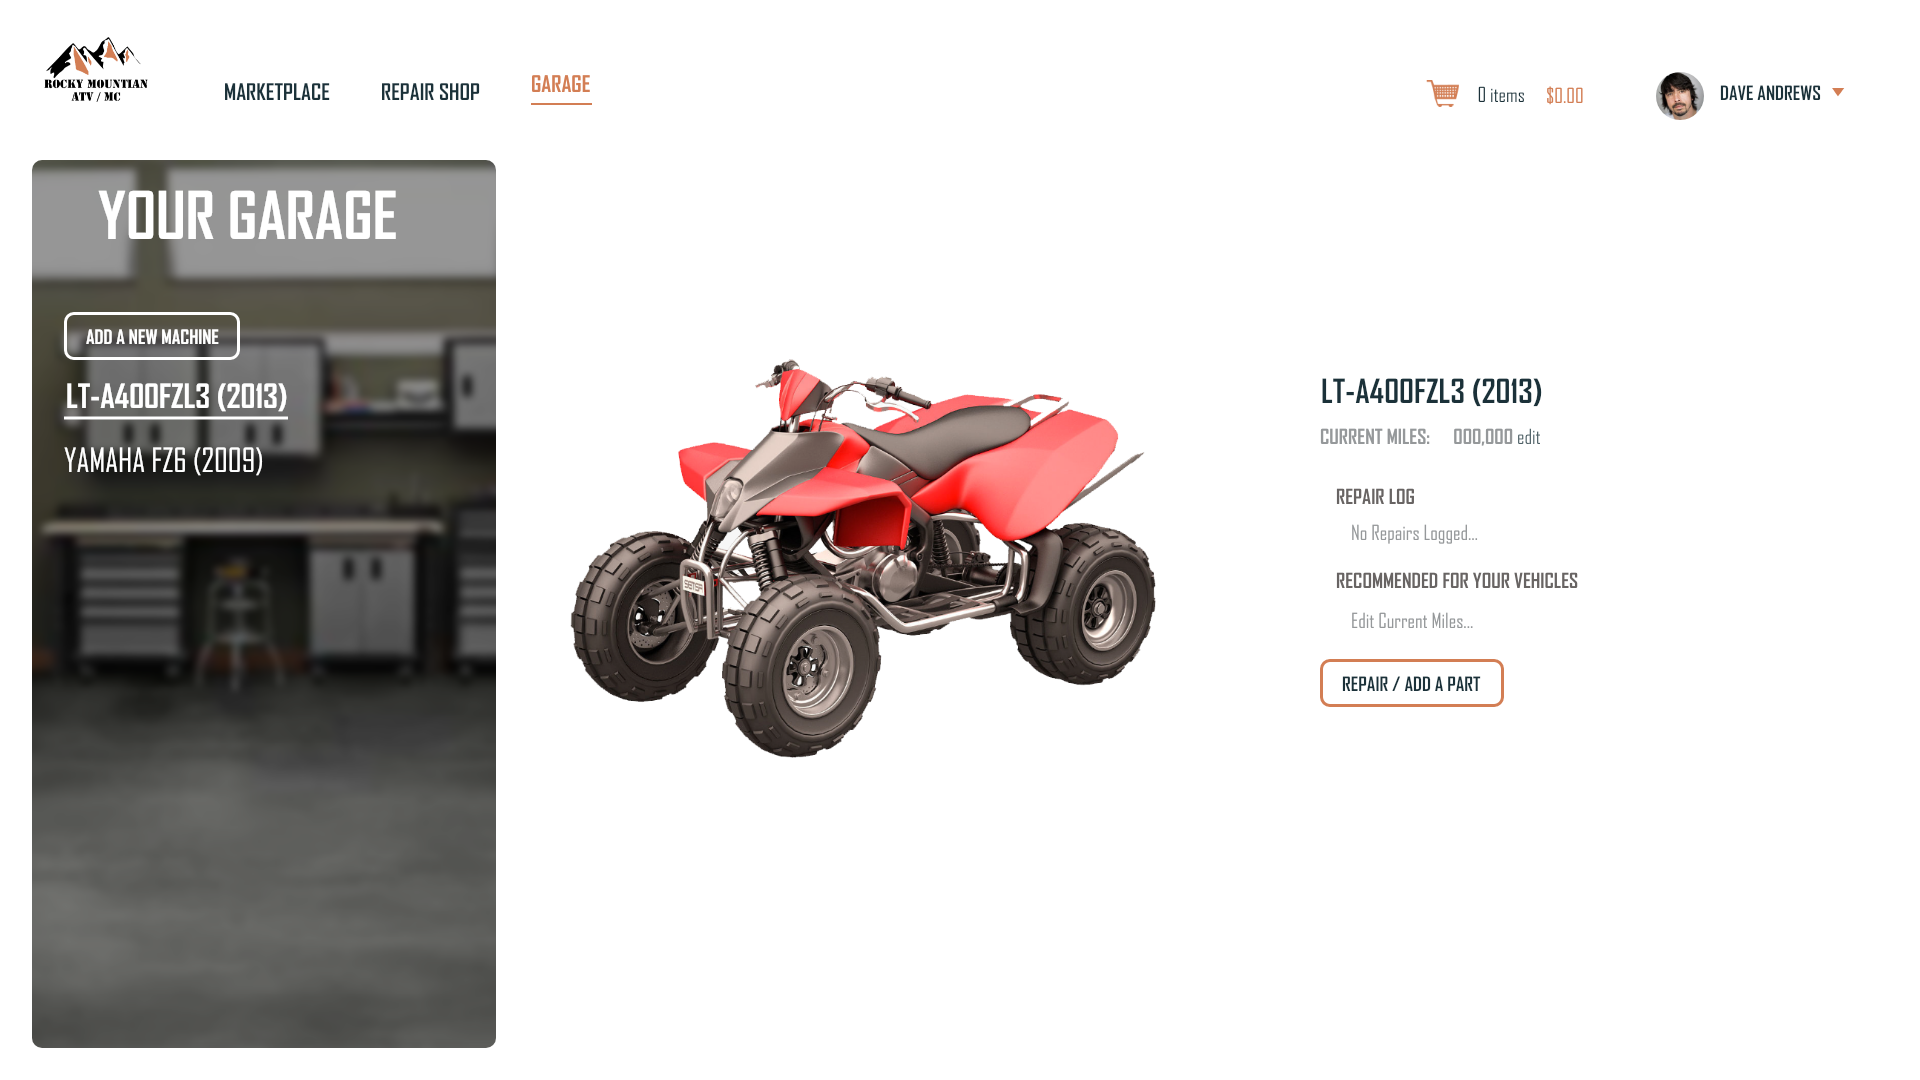 ROCKY MOUNTIAN
ATV / MC
MARKETPLACE
REPAIR SHOP
GARAGE
0 items
$0.00
DAVE ANDREWS
YOUR GARAGE
ADD A NEW MACHINE
LT-A400FZL3 (2013)
YAMAHA FZ6 (2009)
LT-A400FZL3 (2013)
CURRENT MILES: 000,000 edit
REPAIR LOG
No Repairs Logged...
RECOMMENDED FOR YOUR VEHICLES
Edit Current Miles...
REPAIR / ADD A PART